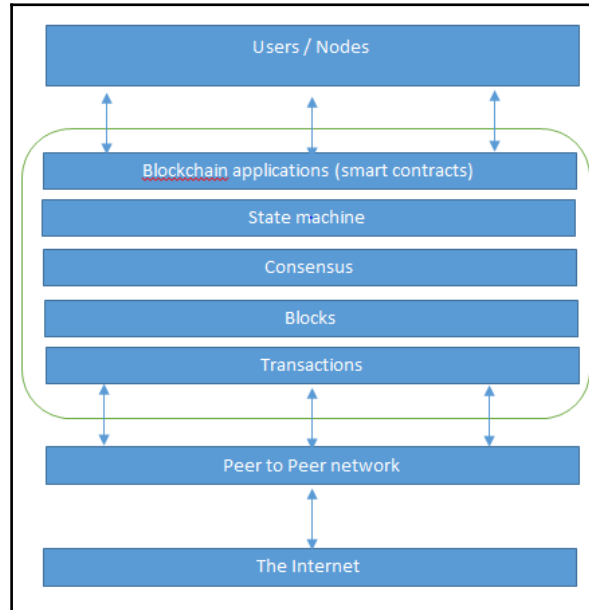 Users / Nodes
Blockchain applications (smart contracts)
State machine
Consensus
Blocks
Transactions
Peer to Peer network
The Internet